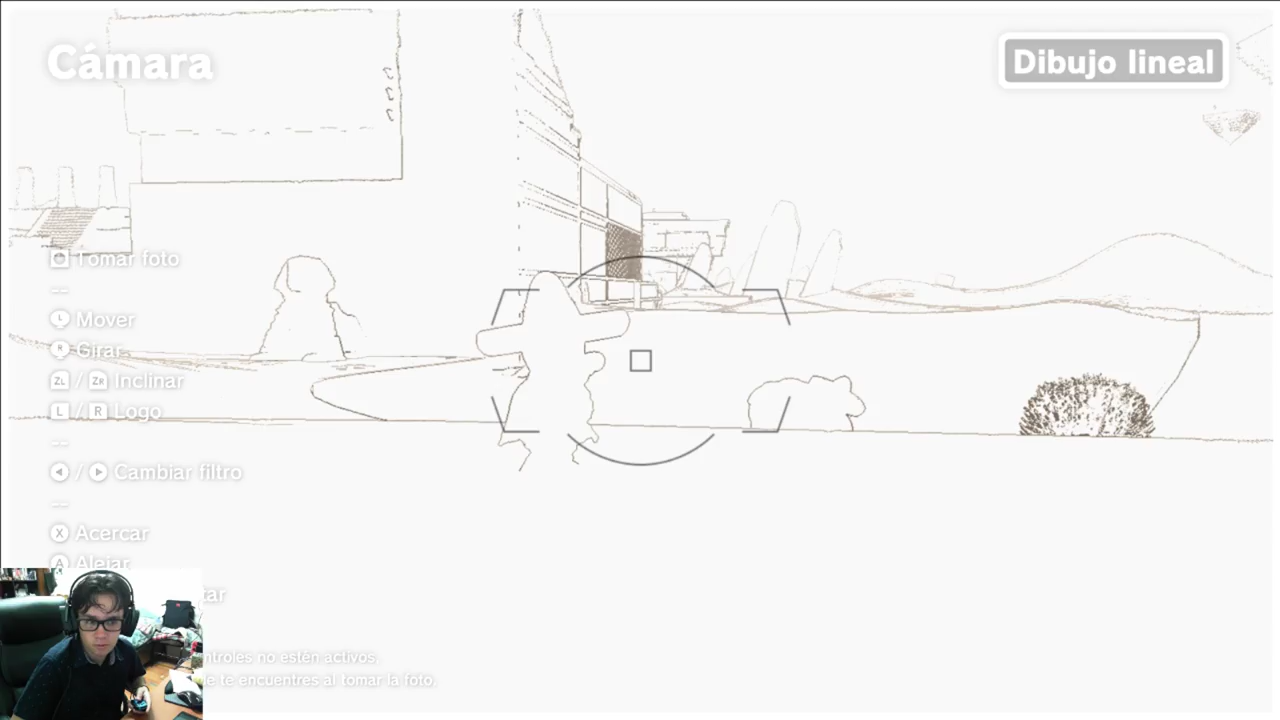 Cámara
Dibujo lineal
Tomar foto
--
L Mover
R Girar
ZL / ZR Inclinar
L / R Logo
--
/ Cambiar filtro
--
X Acercar
A Alejar
ntroles no estén activos.
e te encuentres al tomar la foto.